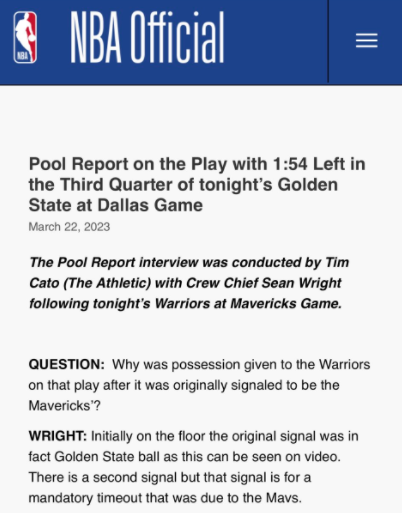 NBA
NBA Official
Pool Report on the Play with 1:54 Left in
the Third Quarter of tonight's Golden
State at Dallas Game
March 22, 2023
The Pool Report interview was conducted by Tim
Cato (The Athletic) with Crew Chief Sean Wright
following tonight's Warriors at Mavericks Game.
QUESTION: Why was possession given to the Warriors
on that play after it was originally signaled to be the
Mavericks'?
WRIGHT: Initially on the floor the original signal was in
fact Golden State ball as this can be seen on video.
There is a second signal but that signal is for a
mandatory timeout that was due to the Mavs.